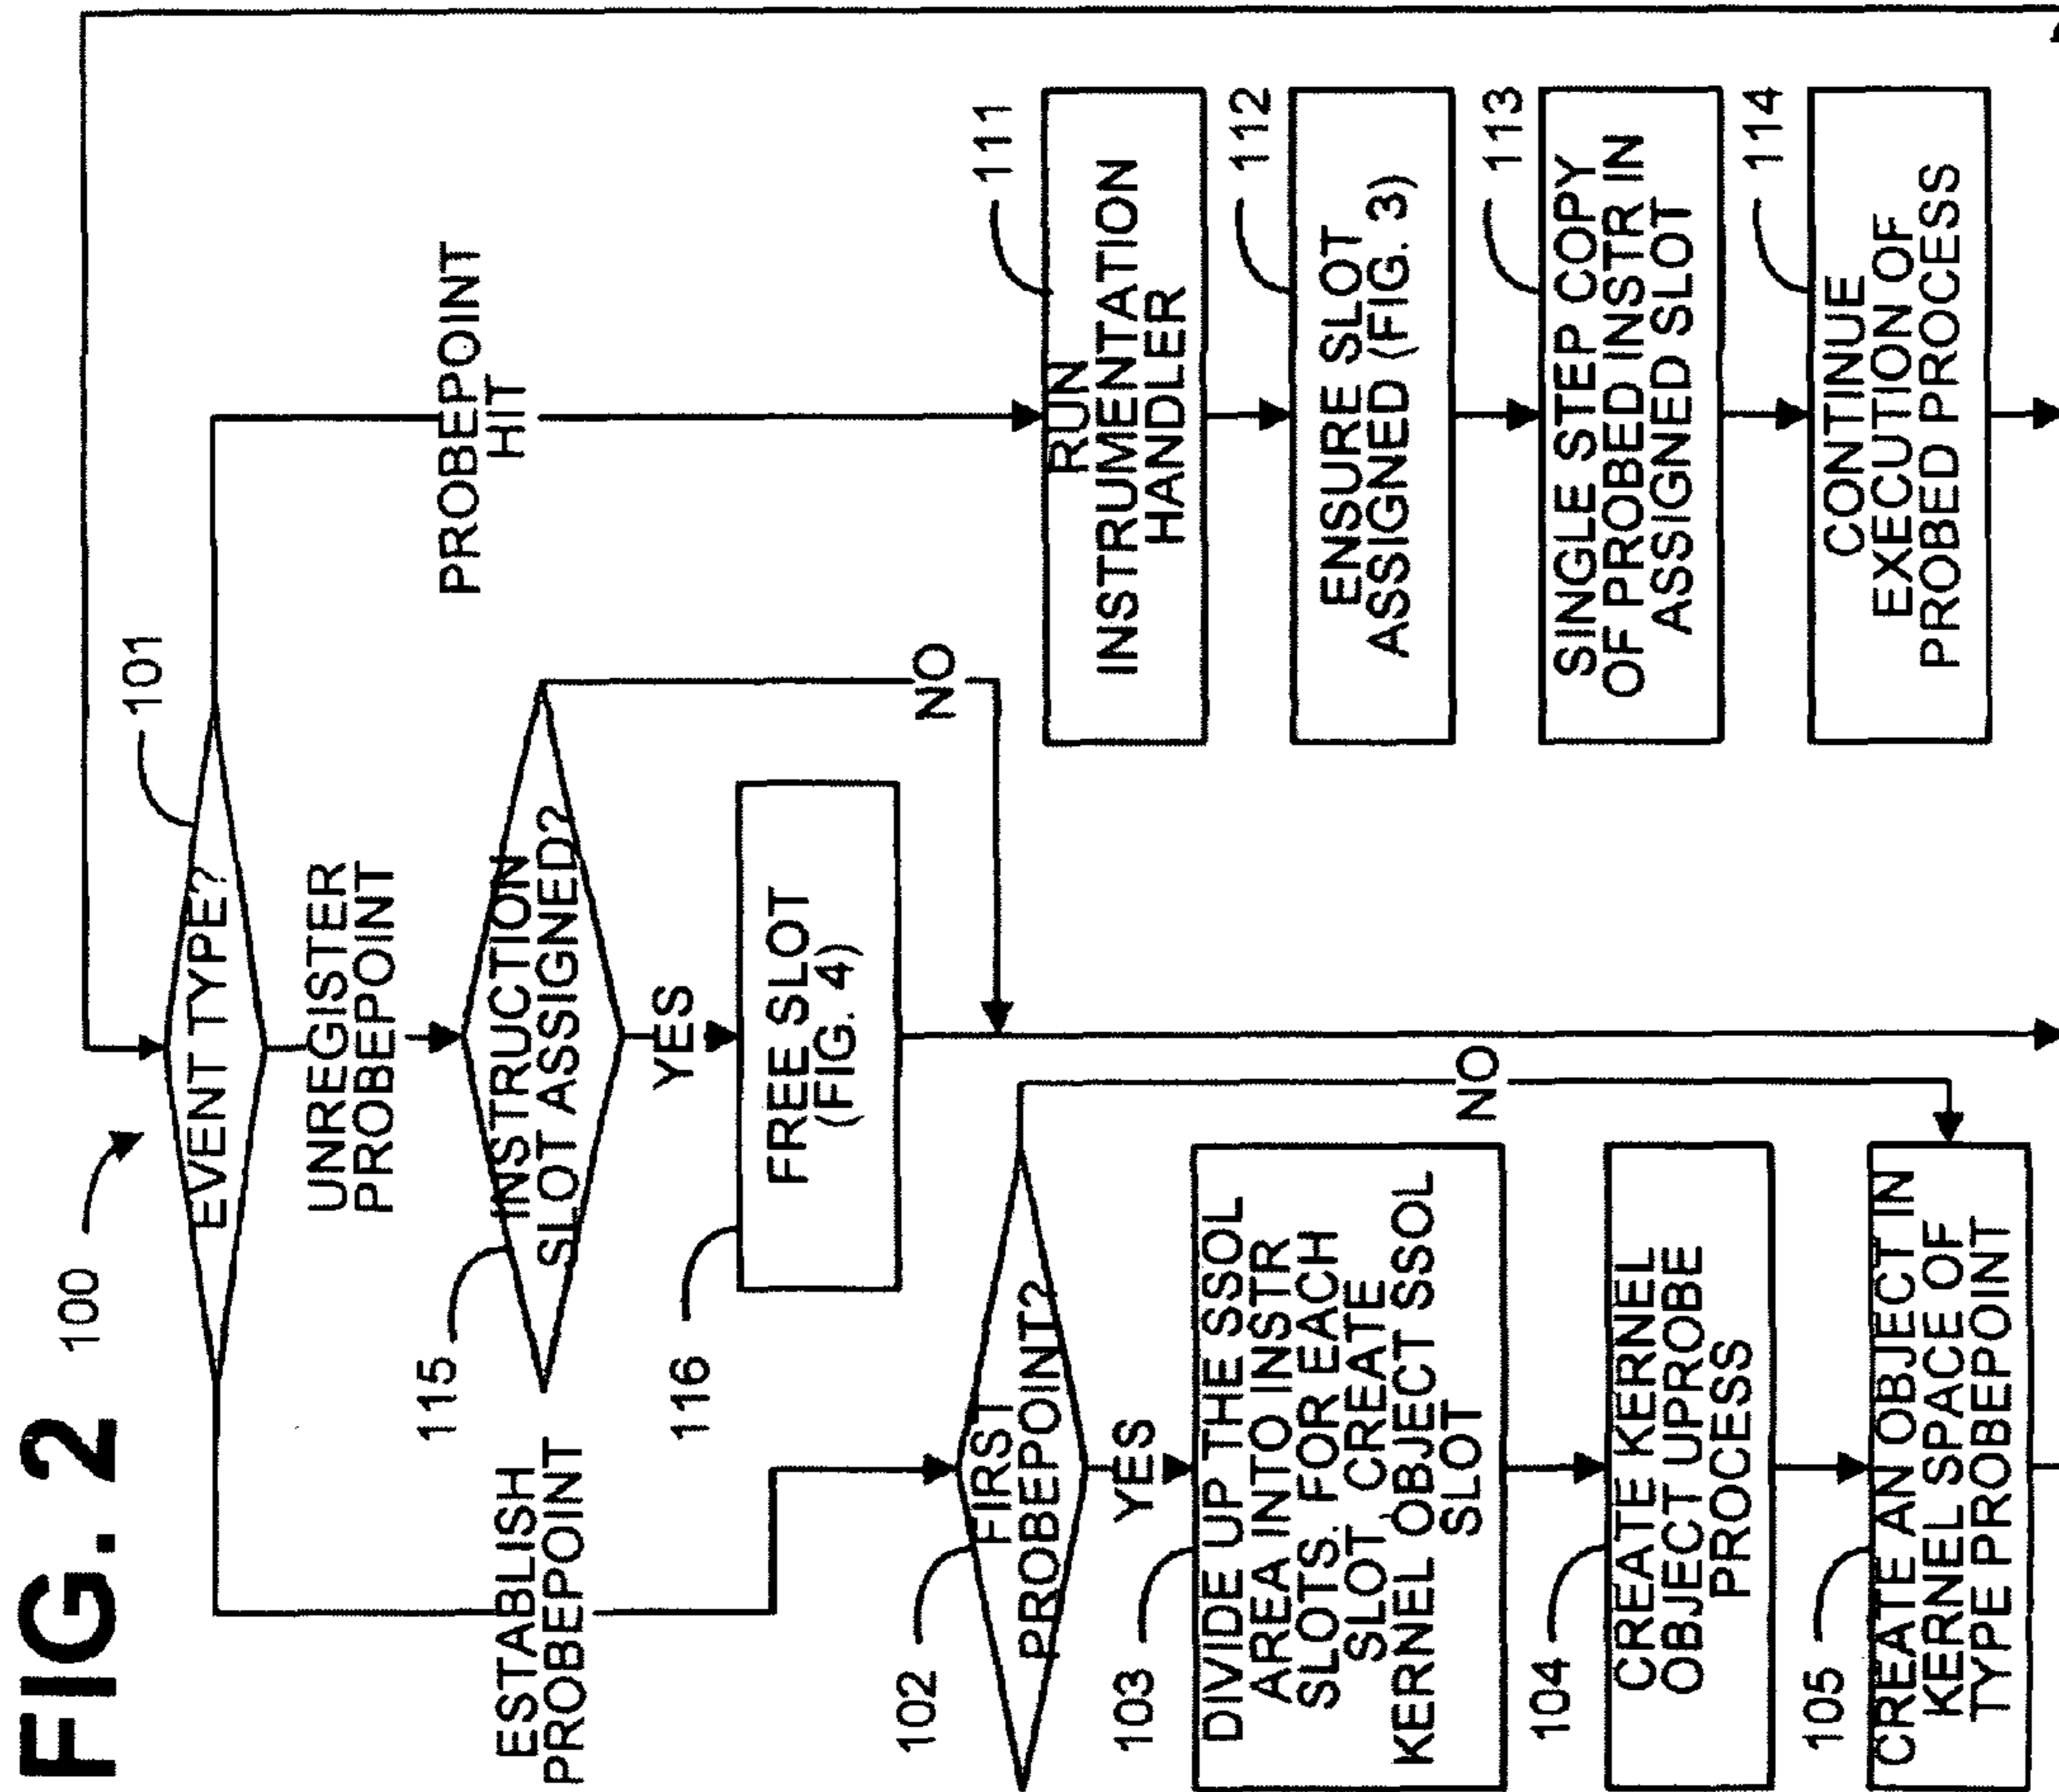 FIG. 2
100
101
EVENT TYPE?
ESTABLISH
PROBEPOINT
UNREGISTER
PROBEPOINT
PROBEPOINT
HIT
115
INSTRUCTION
SLOT ASSIGNED?
YES
NO
116
FREE SLOT
(FIG. 4)
102
FIRST
PROBEPOINT?
YES
NO
103
DIVIDE UP THE SSOL
AREA INTO INSTR
SLOTS. FOR EACH
SLOT, CREATE
KERNEL OBJECT SSOL
SLOT
104
CREATE KERNEL
OBJECT UPROBE
PROCESS
105
CREATE AN OBJECT IN
KERNEL SPACE OF
TYPE PROBEPOINT
111
RUN
INSTRUMENTATION
HANDLER
112
ENSURE SLOT
ASSIGNED (FIG. 3)
113
SINGLE STEP COPY
OF PROBED INSTR IN
ASSIGNED SLOT
114
CONTINUE
EXECUTION OF
PROBED PROCESS